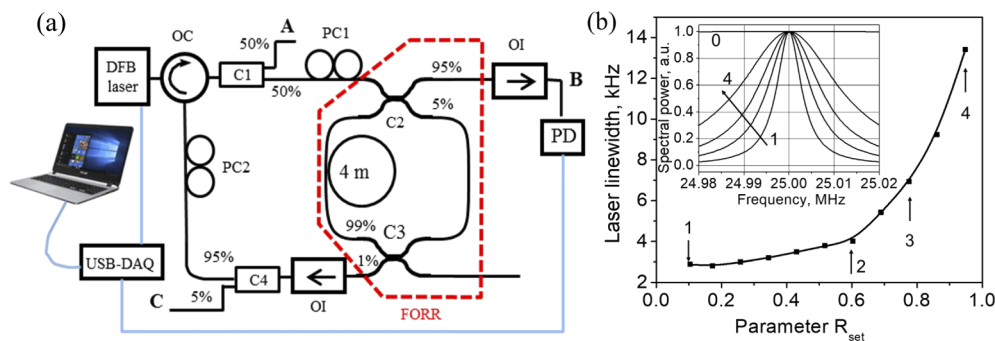 (a)
A
OC
50%
PC1
OI
DFB
laser
C1
50%
95%
B
C2
5%
PD
PC2
4 m
99%
C3
1%
USB-DAQ
95%
C4
OI
C
5%
FORR
(b)
Laser linewidth, kHz
14
12
10
8
6
4
2
0
0.0 0.2 0.4 0.6 0.8 1.0
Parameter Rset
1
2
3
4
Spectral power, a.u.
1.0
0.8
0.6
0.4
0.2
0.0
0
4
1
24.98 24.99 25.00 25.01 25.02
Frequency, MHz